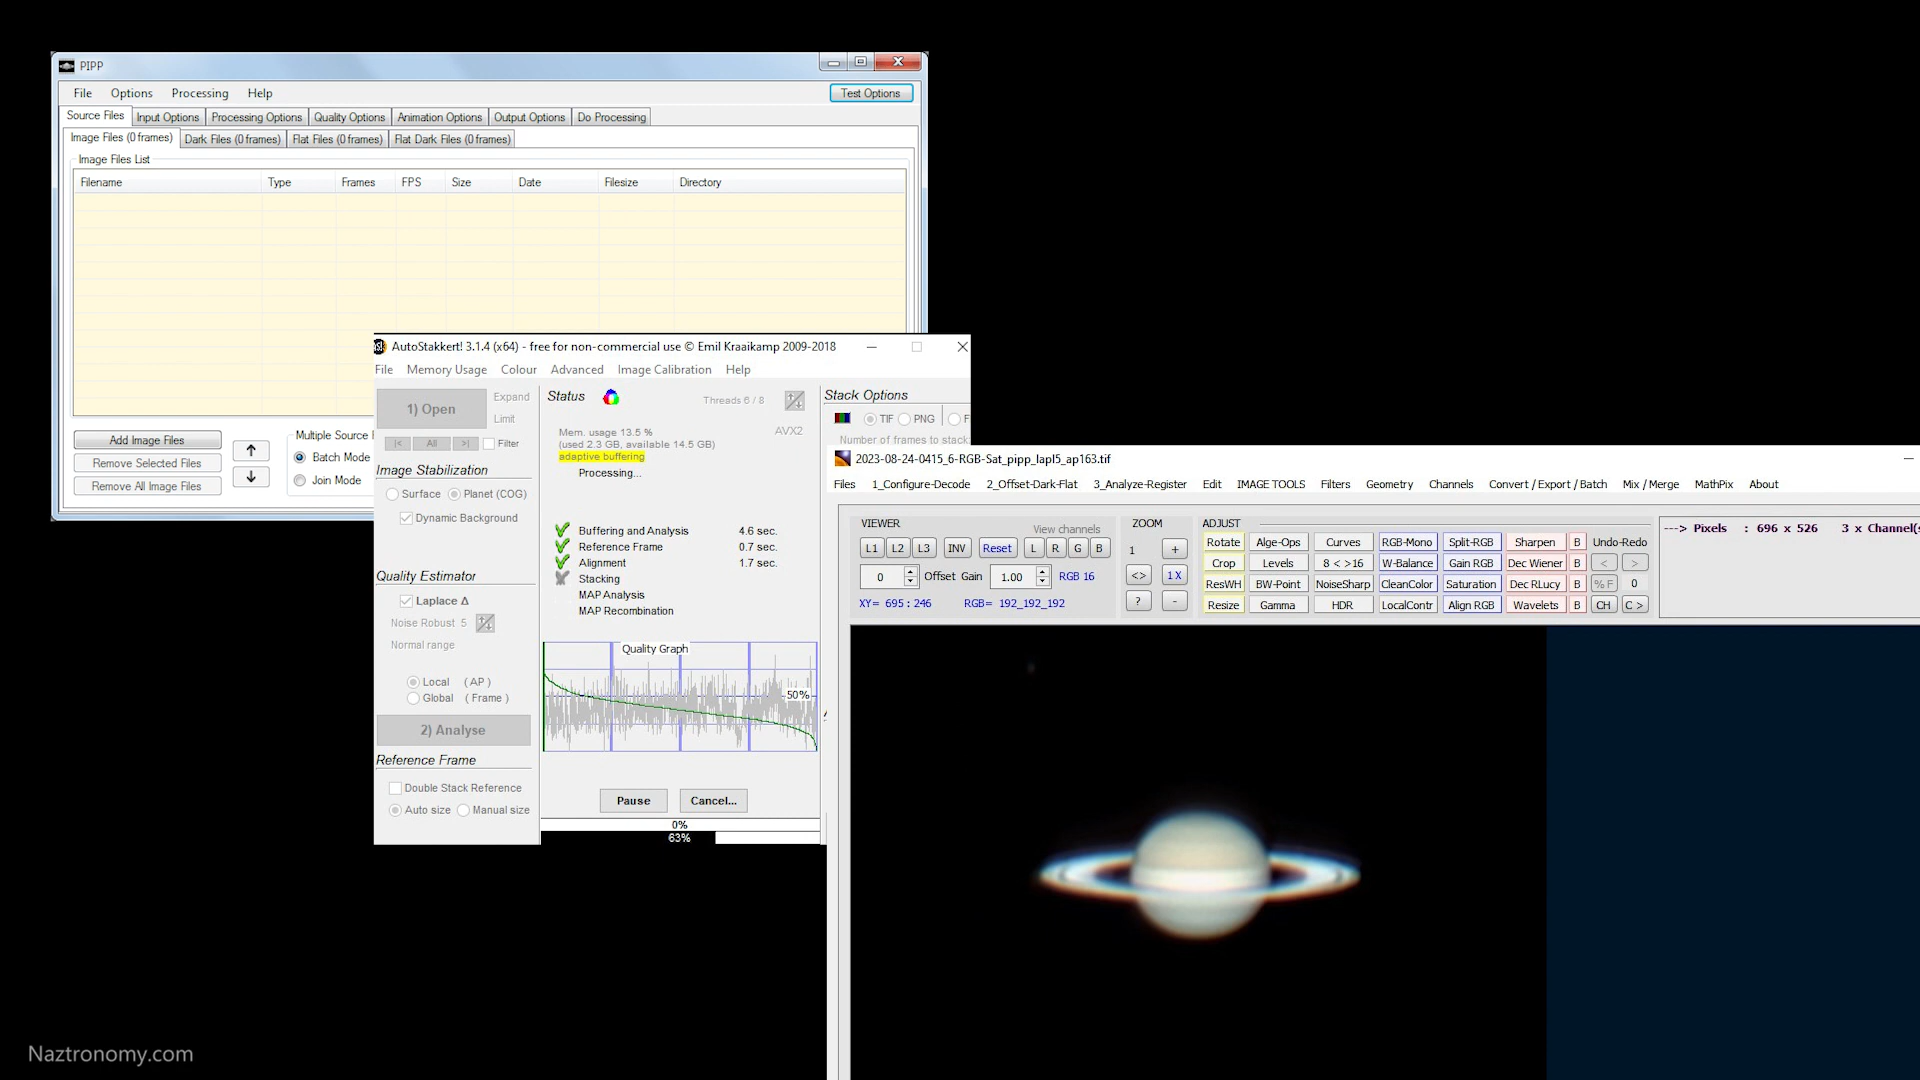 PIPP
File Options Processing Help
Test Options
Source Files Input Options Processing Options Quality Options Animation Options Output Options Do Processing
Image Files (0 frames) Dark Files (0 frames) Flat Files (0 frames) Flat Dark Files (0 frames)
Image Files List
Filename Type Frames FPS Size Date Filesize Directory
Add Image Files
Remove Selected Files
Remove All Image Files
Multiple Source
Batch Mode
Join Mode
AutoStakkert! 3.1.4 (x64) - free for non-commercial use © Emil Kraaikamp 2009-2018
File Memory Usage Colour Advanced Image Calibration Help
1) Open
Expand
Limit
|< All >| Filter
Image Stabilization
Surface Planet (COG)
Dynamic Background
Quality Estimator
Laplace Δ
Noise Robust 5
Normal range
Local (AP)
Global (Frame)
2) Analyse
Reference Frame
Double Stack Reference
Auto size Manual size
Status
Threads 6 / 8
AVX2
Mem. usage 13.5 %
(used 2.3 GB, available 14.5 GB)
adaptive buffering
Processing...
Buffering and Analysis 4.6 sec.
Reference Frame 0.7 sec.
Alignment 1.7 sec.
Stacking
MAP Analysis
MAP Recombination
Quality Graph
50%
Pause Cancel...
0%
63%
Stack Options
TIF PNG F
Number of frames to stack
2023-08-24-0415_6-RGB-Sat_pipp_lapl5_ap163.tif
Files 1_Configure-Decode 2_Offset-Dark-Flat 3_Analyze-Register Edit IMAGE TOOLS Filters Geometry Channels Convert / Export / Batch Mix / Merge MathPix About
VIEWER
View channels
L1 L2 L3 INV Reset L R G B
0 Offset Gain 1.00 RGB 16
XY= 695 : 246 RGB= 192_192_192
ZOOM
1 +
<> 1 X
? -
ADJUST
Rotate Alge-Ops Curves RGB-Mono Split-RGB Sharpen B Undo-Redo
Crop Levels 8 < >16 W-Balance Gain RGB Dec Wiener B < >
ResWH BW-Point NoiseSharp CleanColor Saturation Dec RLucy B % F 0
Resize Gamma HDR LocalContr Align RGB Wavelets B CH C >
---> Pixels : 696 x 526 3 x Channel(s
Naztronomy.com